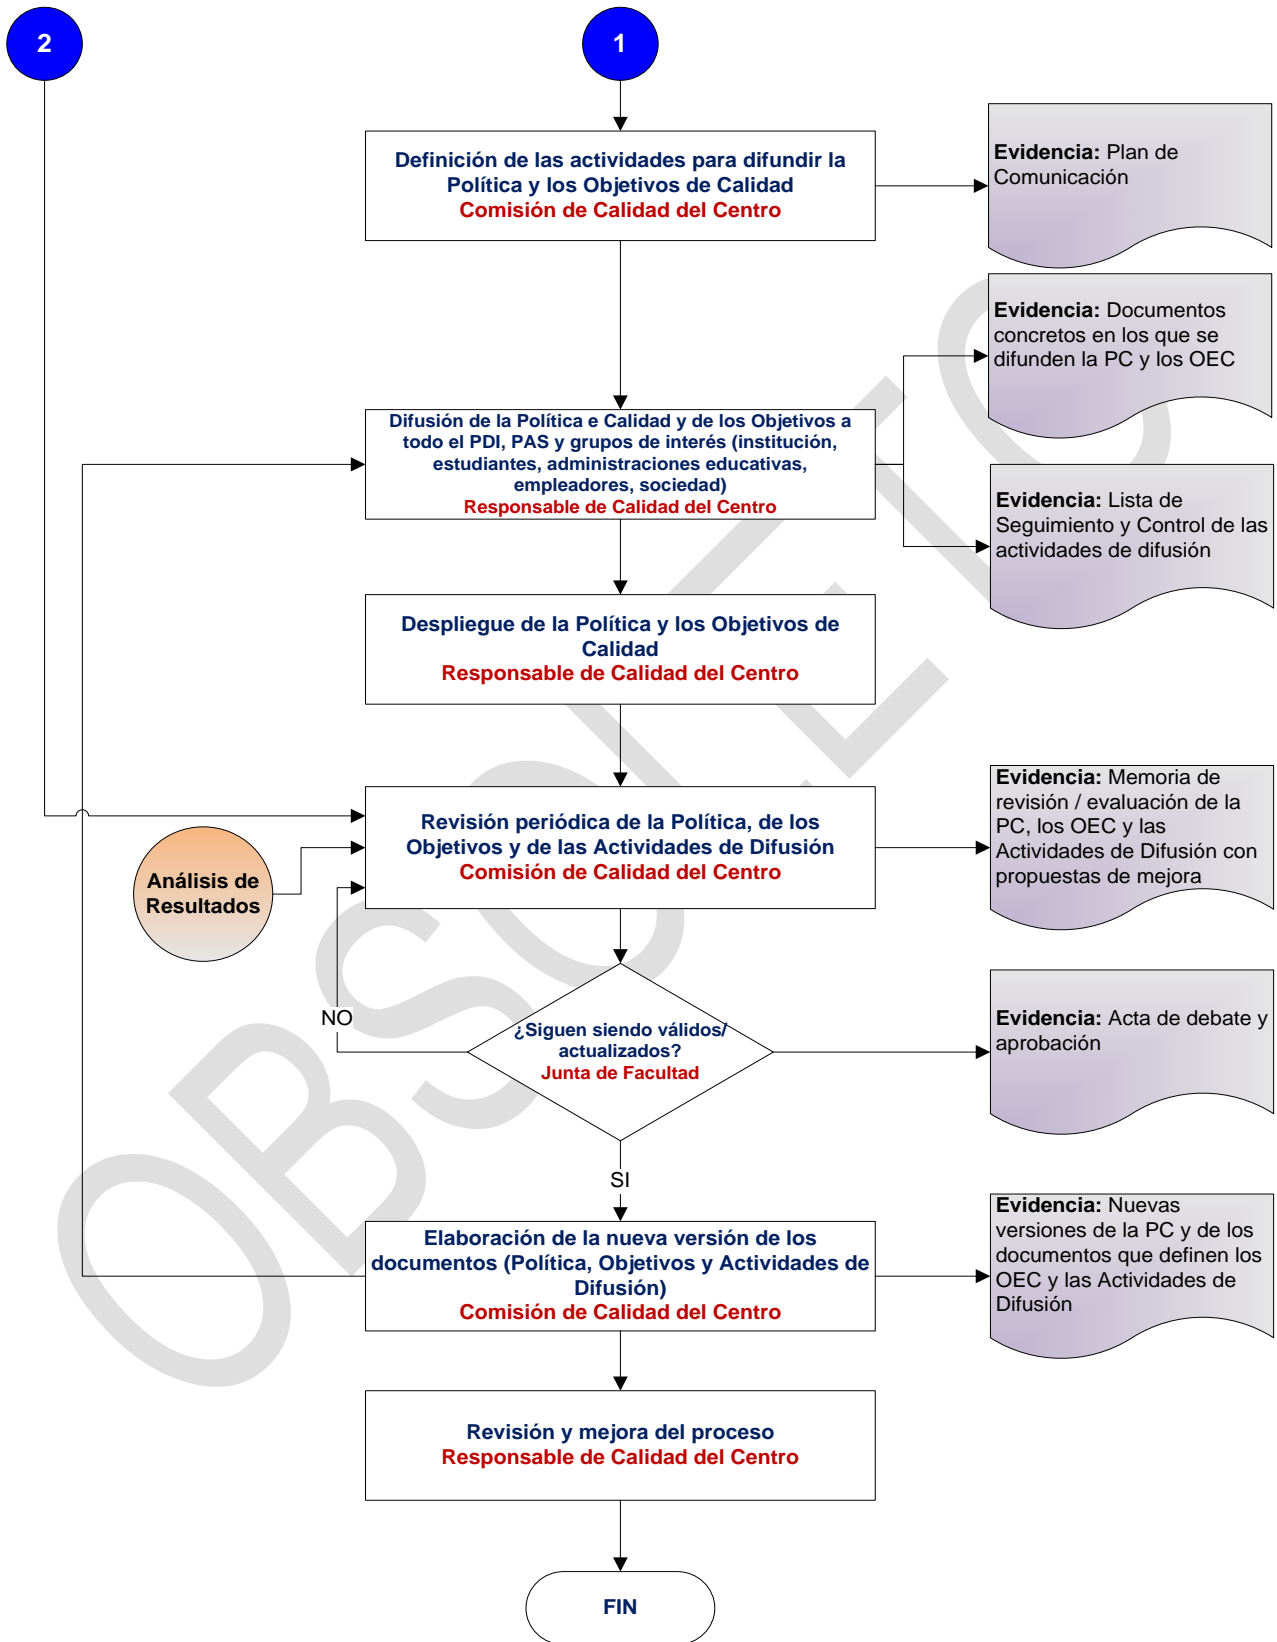 2
1
Definición de las actividades para difundir la
Política y los Objetivos de Calidad
Comisión de Calidad del Centro
Evidencia: Plan de
Comunicación
Evidencia: Documentos
concretos en los que se
difunden la PC y los OEC
Difusión de la Política e Calidad y de los Objetivos a
todo el PDI, PAS y grupos de interés (institución,
estudiantes, administraciones educativas,
empleadores, sociedad)
Responsable de Calidad del Centro
Evidencia: Lista de
Seguimiento y Control de las
actividades de difusión
Despliegue de la Política y los Objetivos de
Calidad
Responsable de Calidad del Centro
Revisión periódica de la Política, de los
Objetivos y de las Actividades de Difusión
Comisión de Calidad del Centro
Evidencia: Memoria de
revisión / evaluación de la
PC, los OEC y las
Actividades de Difusión con
propuestas de mejora
Análisis de
Resultados
NO
¿Siguen siendo válidos/
actualizados?
Junta de Facultad
Evidencia: Acta de debate y
aprobación
SI
Elaboración de la nueva versión de los
documentos (Política, Objetivos y Actividades de
Difusión)
Comisión de Calidad del Centro
Evidencia: Nuevas
versiones de la PC y de los
documentos que definen los
OEC y las Actividades de
Difusión
Revisión y mejora del proceso
Responsable de Calidad del Centro
FIN
OBSOLETO